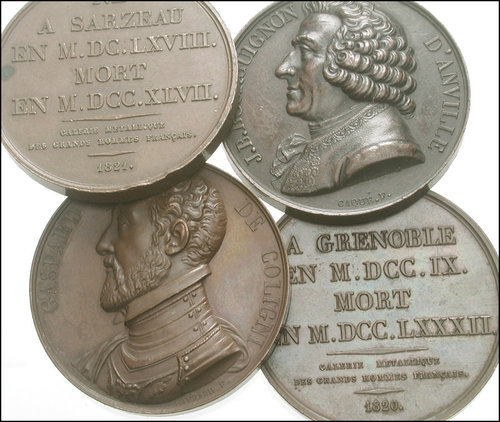 A SARZEAU
EN M.DC.LXVIII.
MORT
EN M.DCC.XLVII.
GALERIE METALLIQUE
DES GRANDS HOMMES FRANÇAIS.
1821.
D'ANVILLE
CAQUE.F.
DE COLIGNI
A GRENOBLE
EN M.DCC.IX.
MORT
EN M.DCC.LXXXII
GALERIE METALLIQUE
DES GRANDS HOMMES FRANÇAIS.
1820.